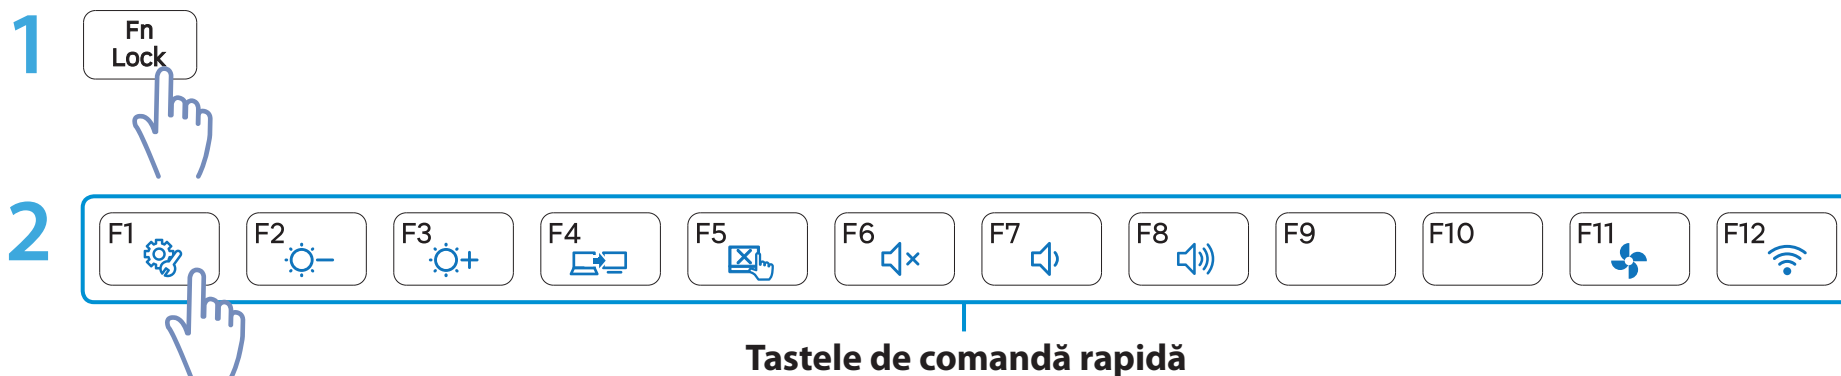 1
Fn
Lock
2
F1 F2 F3 F4 F5 F6 F7 F8 F9 F10 F11 F12
Tastele de comandă rapidă